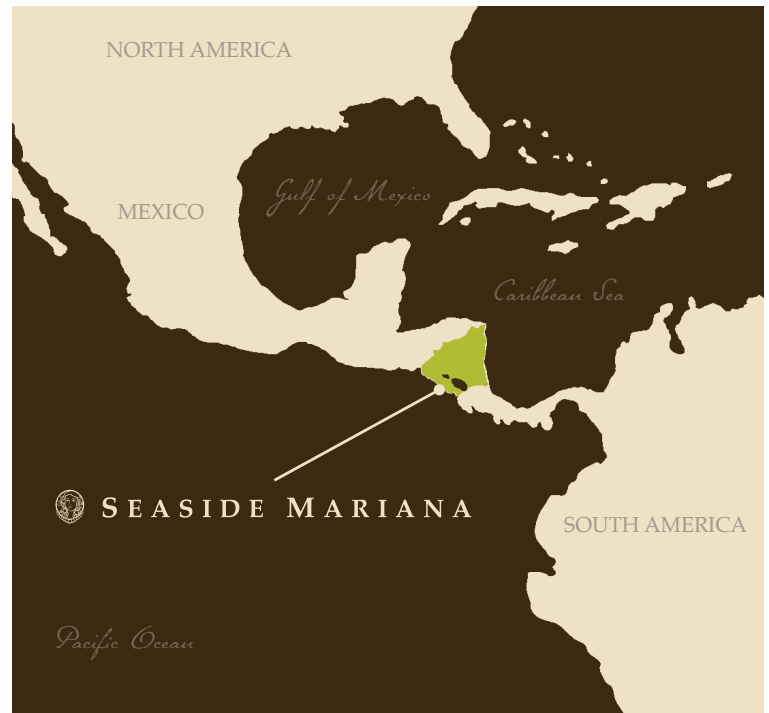 NORTH AMERICA
Gulf of Mexico
MEXICO
Caribbean Sea
SEASIDE MARIANA
SOUTH AMERICA
Pacific Ocean